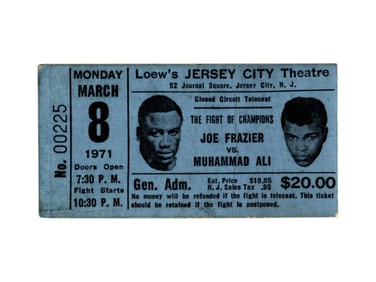 No. 00225
MONDAY
MARCH
8
1971
Doors Open
7:30 P. M.
Fight Starts
10:30 P. M.
Loew's JERSEY CITY Theatre
52 Journal Square, Jersey City, N. J.
Closed Circuit Telecast
THE FIGHT OF CHAMPIONS
JOE FRAZIER
VS.
MUHAMMAD ALI
Gen. Adm.
Est. Price $19.05
N. J. Sales Tax .95
$20.00
No money will be refunded if the fight is telecast. This ticket
should be retained if the fight is postponed.